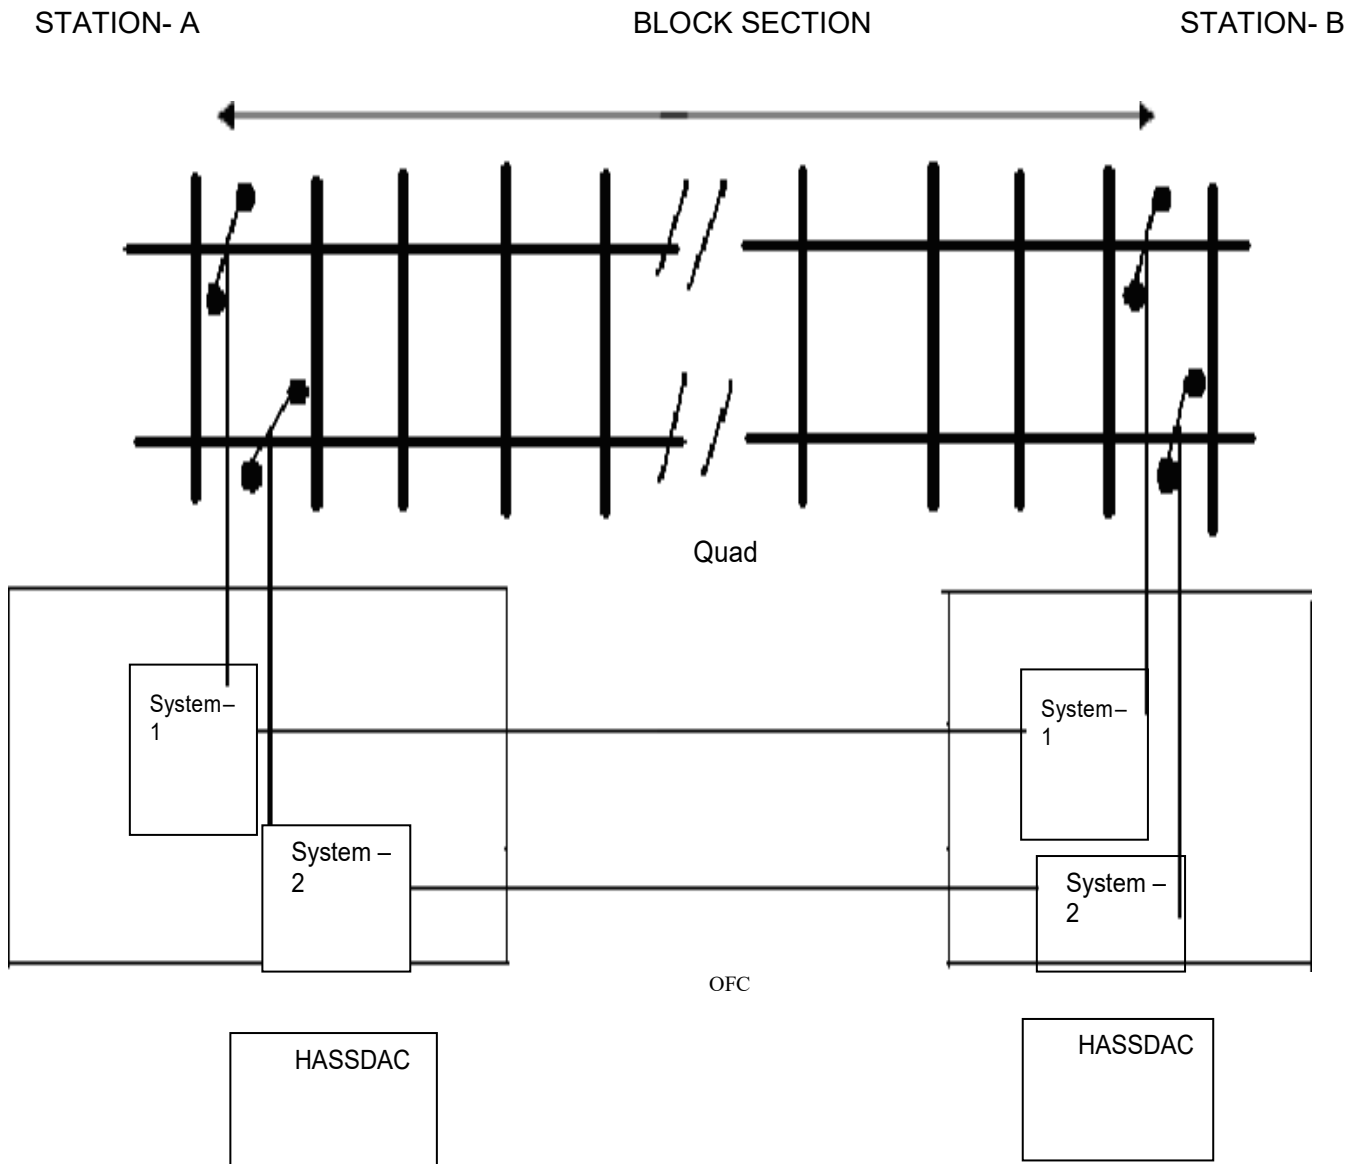 STATION- A
BLOCK SECTION
STATION- B
Quad
System–
1
System–
1
System –
2
System –
2
OFC
HASSDAC
HASSDAC